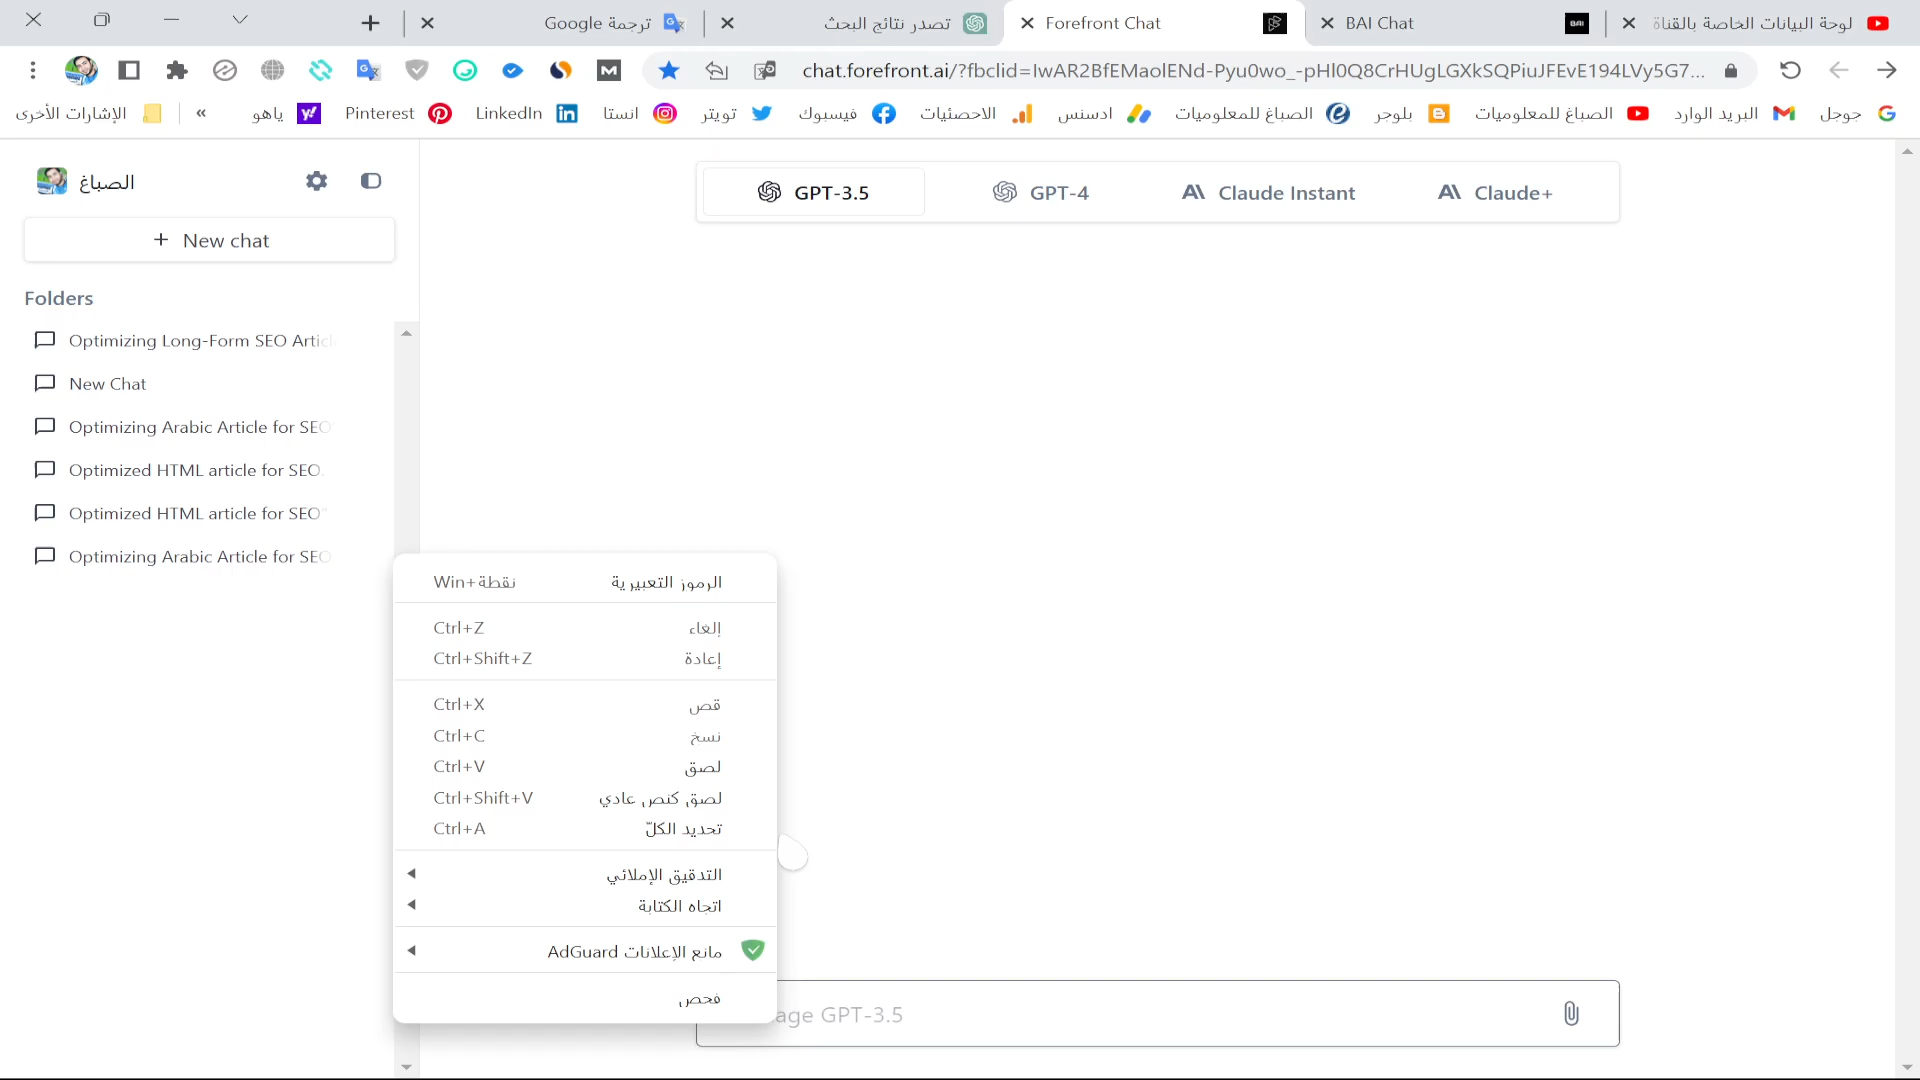 لوحة البيانات الخاصة بالقناة
BAI Chat
Forefront Chat
تصدر نتائج البحث
ترجمة Google
chat.forefront.ai/?fbclid=IwAR2BfEMaolENd-Pyu0wo_-pHl0Q8CrHUgLGXkSQPiuJFEvE194LVy5G7...
جوجل
البريد الوارد
الصباغ للمعلوميات
بلوجر
الصباغ للمعلوميات
ادسنس
الاحصئيات
فيسبوك
تويتر
انستا
LinkedIn
Pinterest
ياهو
»
الإشارات الأخرى
الصباغ
+ New chat
Folders
Optimizing Long-Form SEO Artic
New Chat
Optimizing Arabic Article for SEO
Optimized HTML article for SEO.
Optimized HTML article for SEO"
Optimizing Arabic Article for SEO
GPT-3.5
GPT-4
Claude Instant
Claude+
الرموز التعبيرية Win+نقطة
إلغاء Ctrl+Z
إعادة Ctrl+Shift+Z
قص Ctrl+X
نسخ Ctrl+C
لصق Ctrl+V
لصق كنص عادي Ctrl+Shift+V
تحديد الكلّ Ctrl+A
التدقيق الإملائي
اتجاه الكتابة
مانع الإعلانات AdGuard
فحص
age GPT-3.5